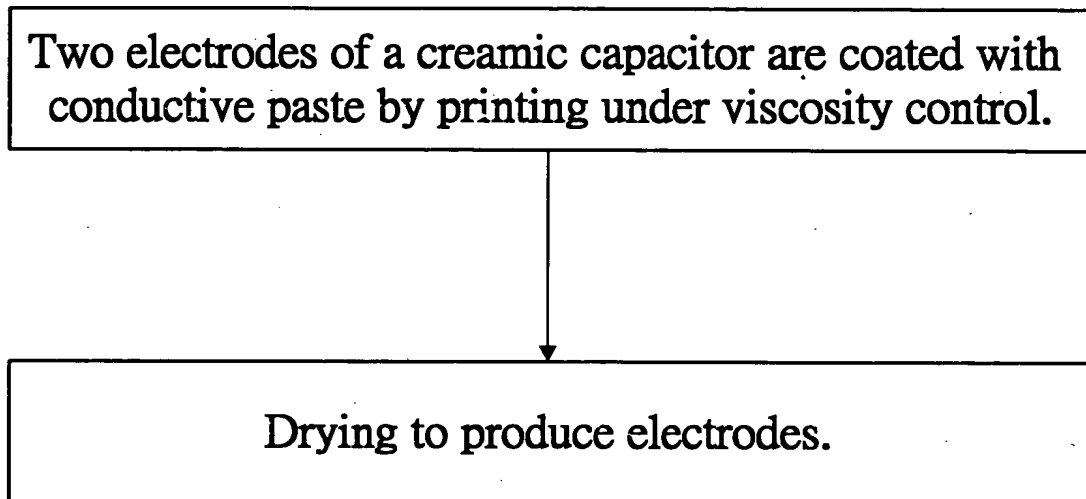 Two electrodes of a creamic capacitor are coated with
conductive paste by printing under viscosity control.
Drying to produce electrodes.